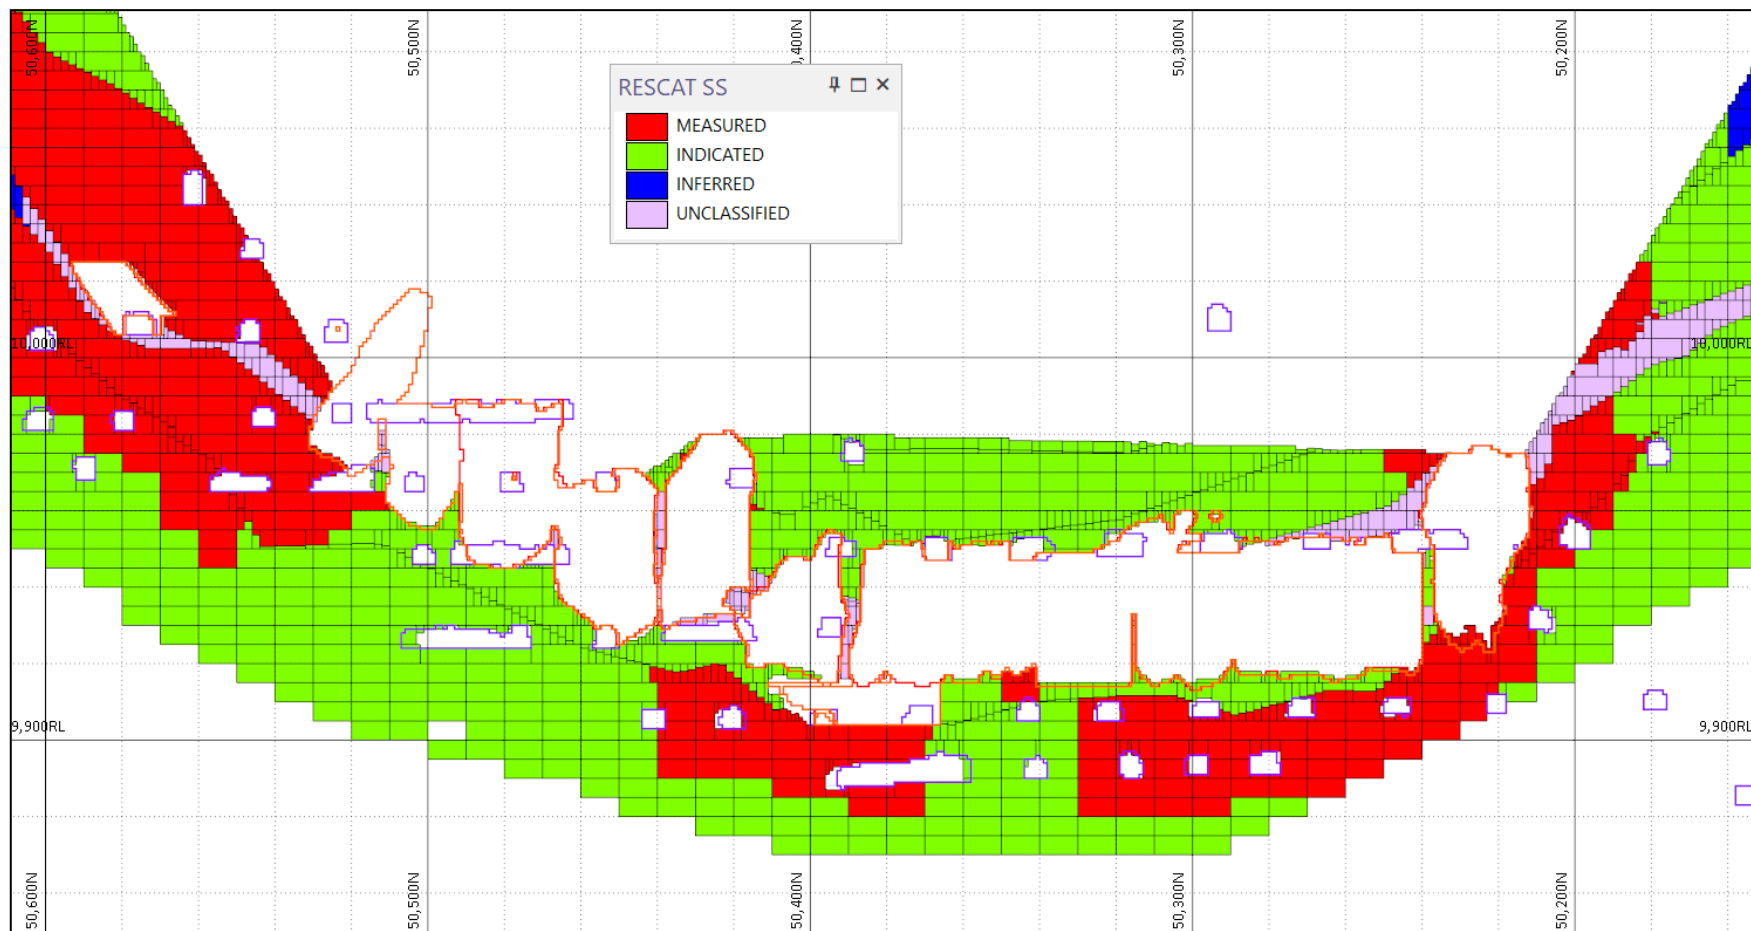 50,600N
50,500N
50,400N
50,300N
50,200N
RESCAT SS
MEASURED
INDICATED
INFERRED
UNCLASSIFIED
10,000RL
10,000RL
9,900RL
9,900RL
50,600N
50,500N
50,400N
50,300N
50,200N